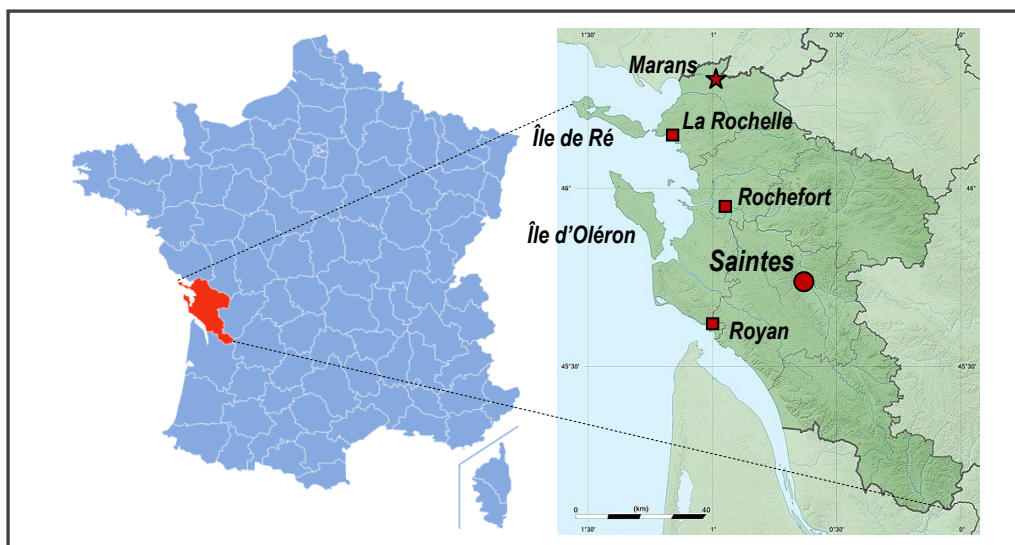 1°30'
1°
0°30'
0°
Marans
La Rochelle
Île de Ré
46°
46°
Rochefort
Île d'Oléron
Saintes
Royan
45°30'
45°30'
0
(km)
40
1°30'
1°
0°30'
0°